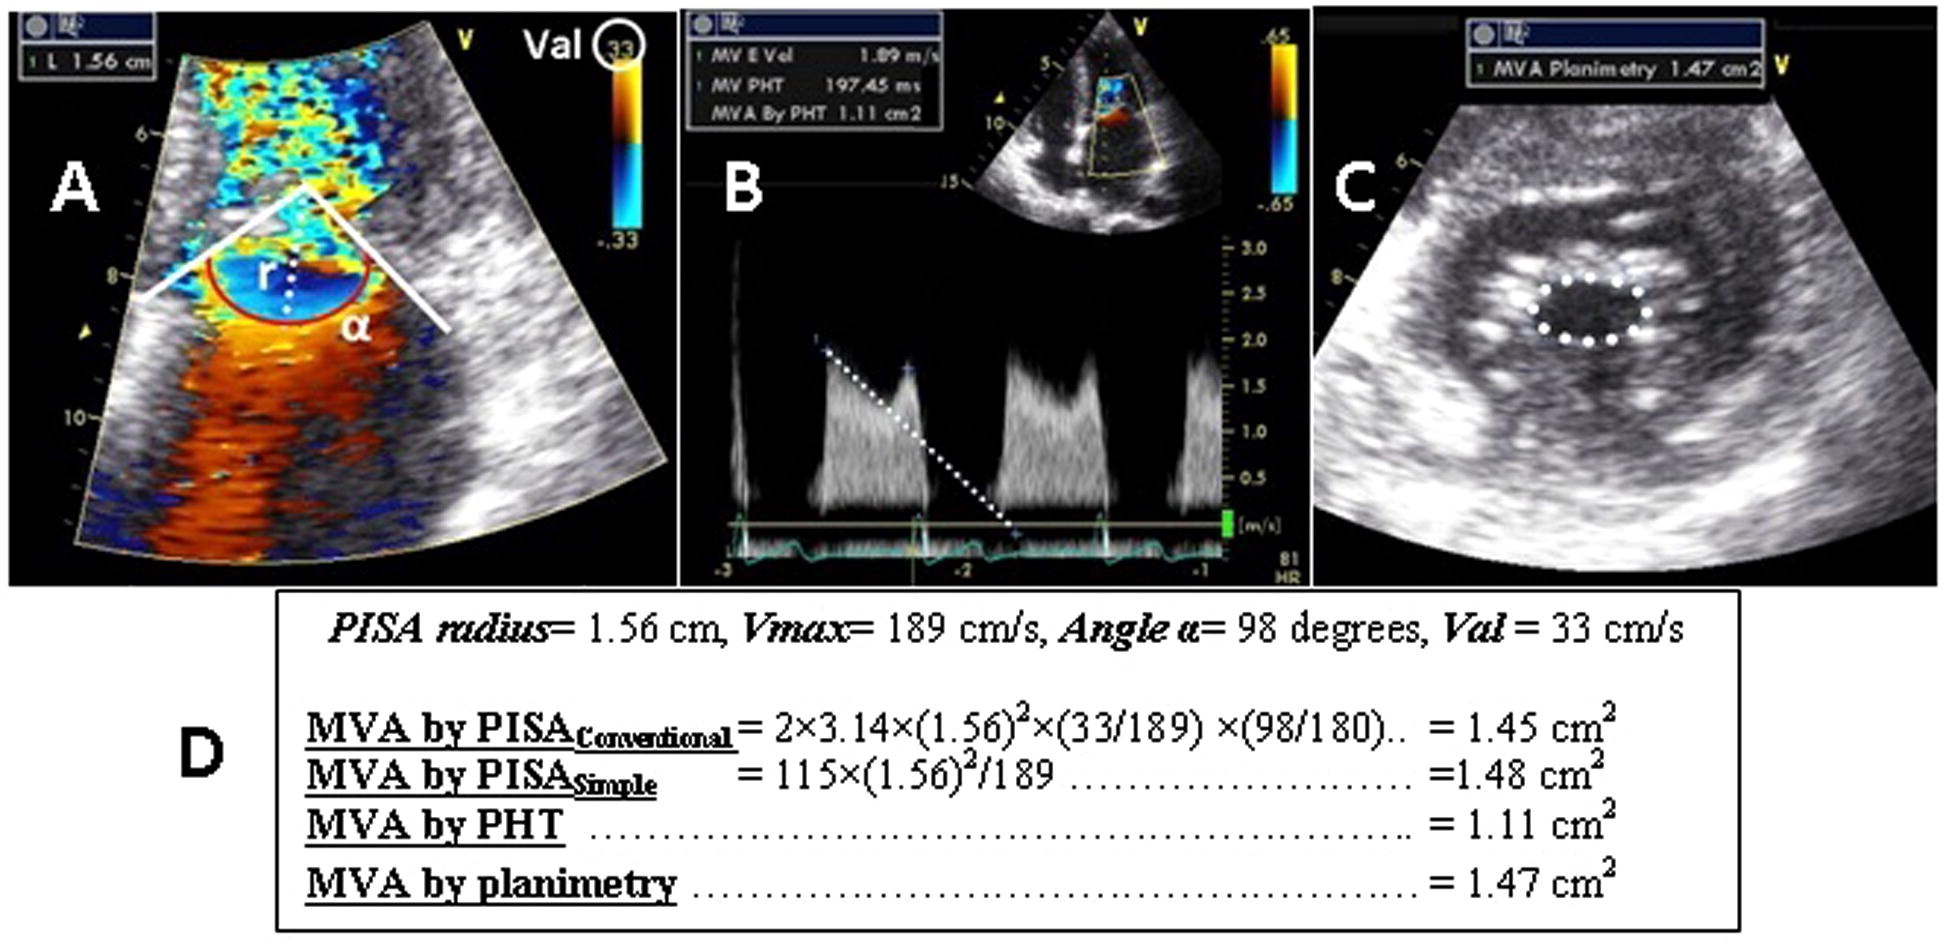 1 L 1.56 cm
V
Val 33
-.33
6
8
10
A
r
α
1 MV E Vel 1.89 m/s
1 MV PHT 197.45 ms
MVA By PHT 1.11 cm2
V
5
10
15
.65
-.65
B
3.0
2.5
2.0
1.5
1.0
0.5
[m/s]
-3
-2
-1
81
HR
1
1 MVA Planimetry 1.47 cm2
V
6
8
C
PISA radius= 1.56 cm, Vmax= 189 cm/s, Angle α= 98 degrees, Val = 33 cm/s
D
MVA by PISAConventional = 2×3.14×(1.56)²×(33/189) ×(98/180).. = 1.45 cm²
MVA by PISASimple = 115×(1.56)²/189 ........................ =1.48 cm²
MVA by PHT ............................................................ = 1.11 cm²
MVA by planimetry .................................................... = 1.47 cm²